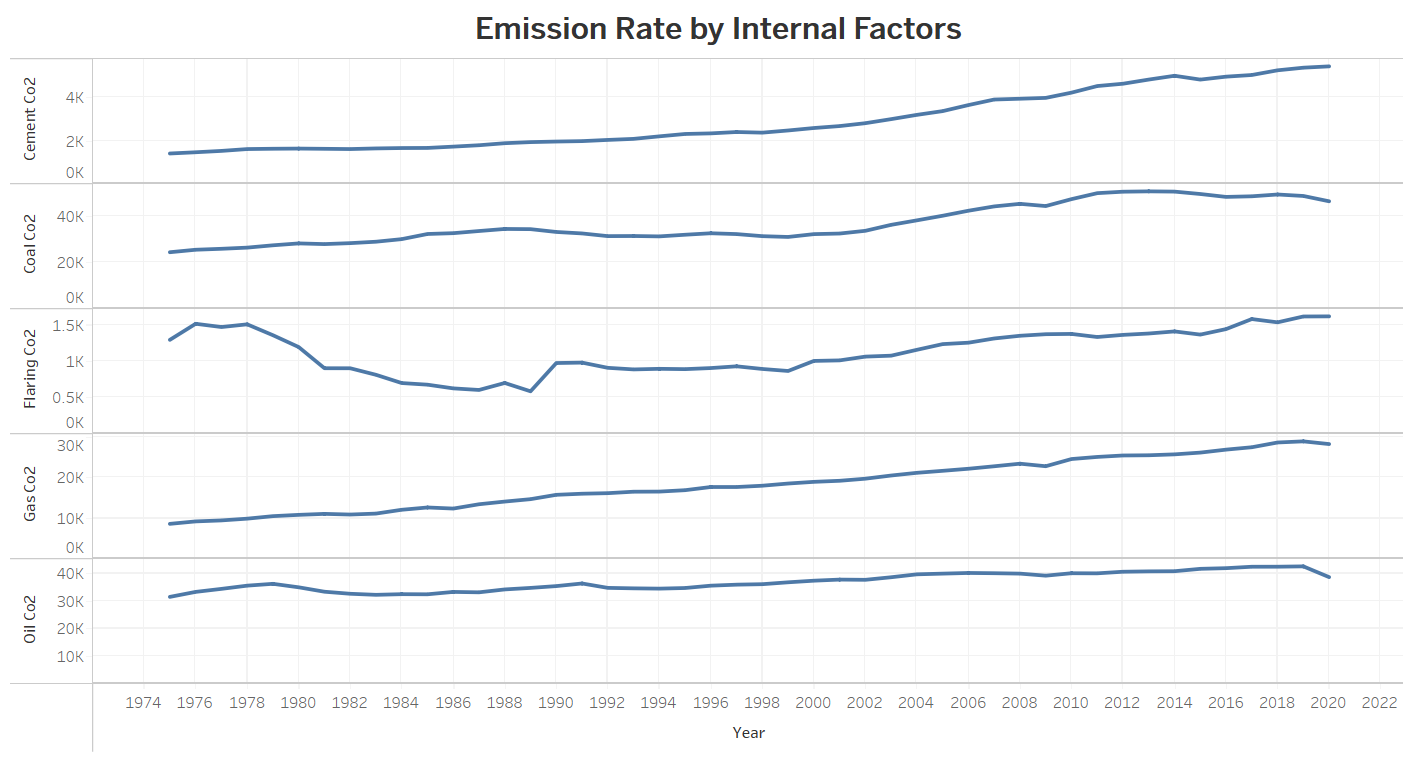 Emission Rate by Internal Factors
Cement Co2
4K
2K
0K
Coal Co2
40K
20K
0K
Flaring Co2
1.5K
1K
0.5K
0K
Gas Co2
30K
20K
10K
0K
Oil Co2
40K
30K
20K
10K
1974 1976 1978 1980 1982 1984 1986 1988 1990 1992 1994 1996 1998 2000 2002 2004 2006 2008 2010 2012 2014 2016 2018 2020 2022
Year